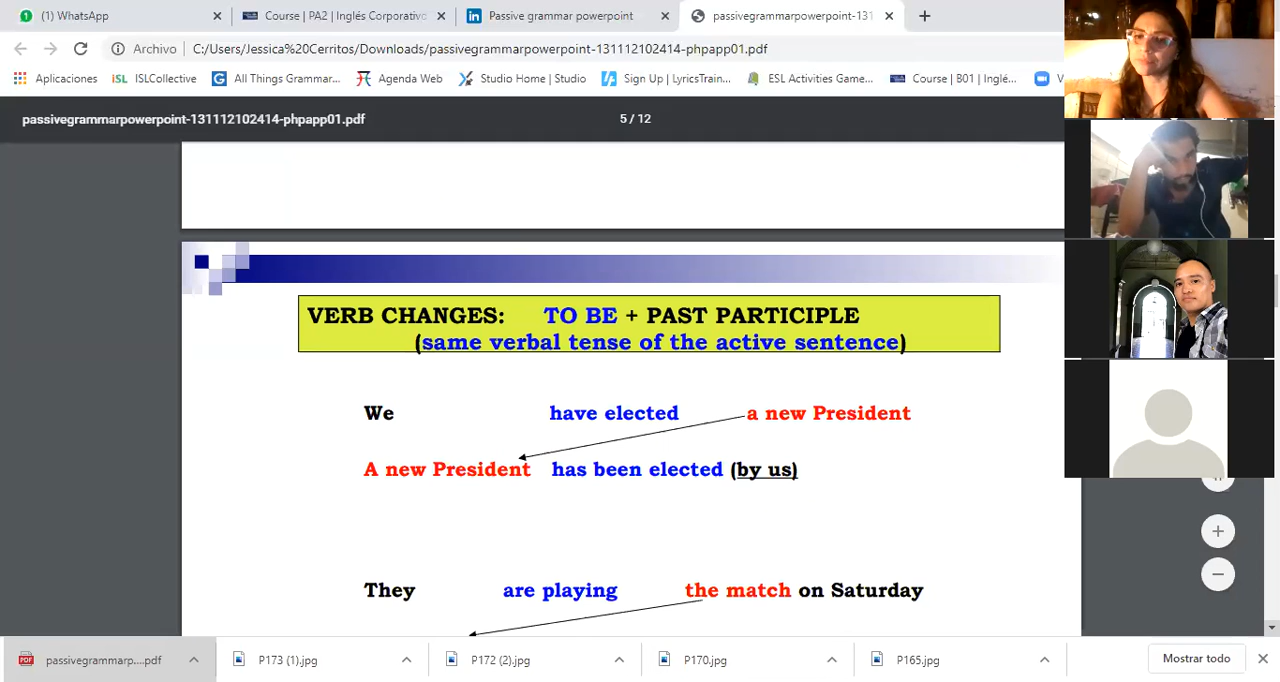 (1) WhatsApp
Course | PA2 | Inglés Corporativo
Passive grammar powerpoint
passivegrammarpowerpoint-131
Archivo
C:/Users/Jessica%20Cerritos/Downloads/passivegrammarpowerpoint-131112102414-phpapp01.pdf
Aplicaciones
iSL ISLCollective
All Things Grammar...
Agenda Web
Studio Home | Studio
Sign Up | LyricsTrain...
ESL Activities Game...
Course | B01 | Inglé...
passivegrammarpowerpoint-131112102414-phpapp01.pdf
5 / 12
VERB CHANGES: TO BE + PAST PARTICIPLE
(same verbal tense of the active sentence)
We have elected a new President
A new President has been elected (by us)
They are playing the match on Saturday
passivegrammarp....pdf
P173 (1).jpg
P172 (2).jpg
P170.jpg
P165.jpg
Mostrar todo